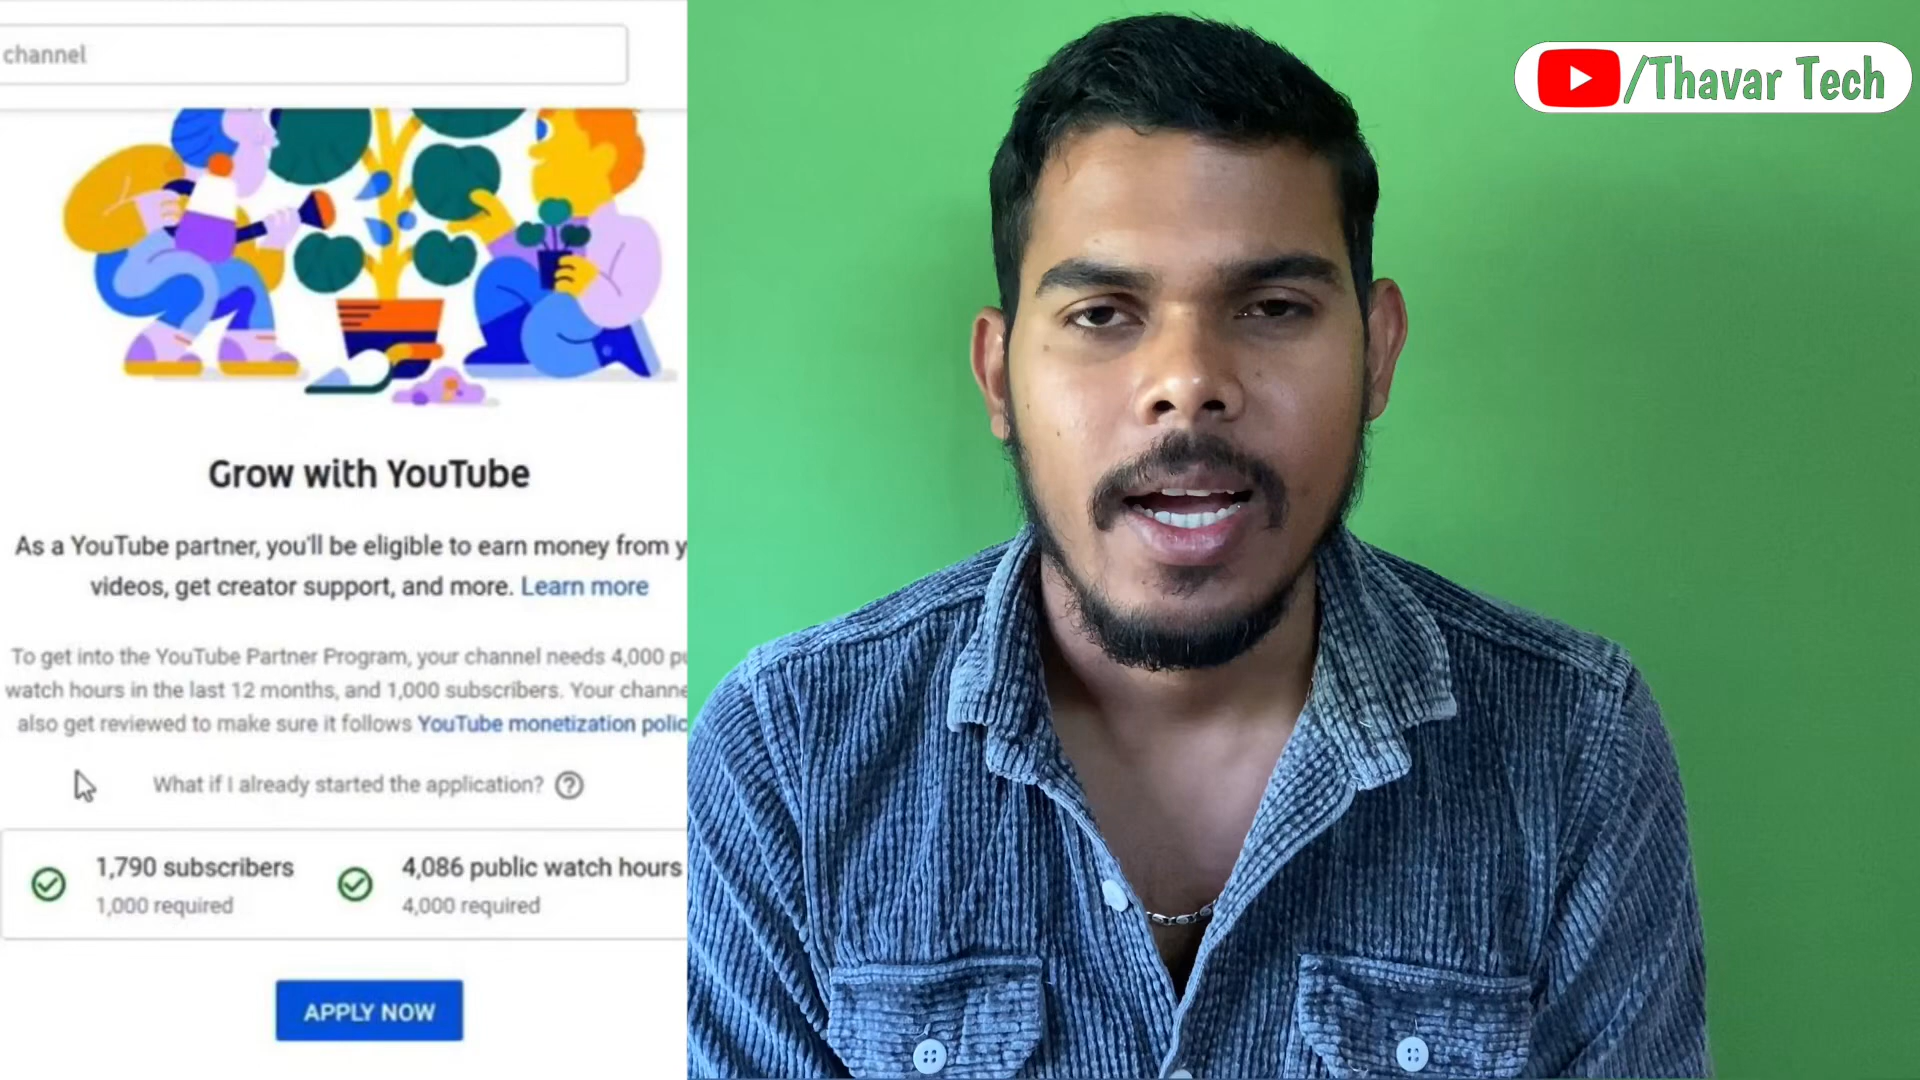 channel
/Thavar Tech
Grow with YouTube
As a YouTube partner, you'll be eligible to earn money from y
videos, get creator support, and more. Learn more
To get into the YouTube Partner Program, your channel needs 4,000 pu
watch hours in the last 12 months, and 1,000 subscribers. Your channe
also get reviewed to make sure it follows YouTube monetization polic
What if I already started the application? ?
1,790 subscribers
1,000 required
4,086 public watch hours
4,000 required
APPLY NOW